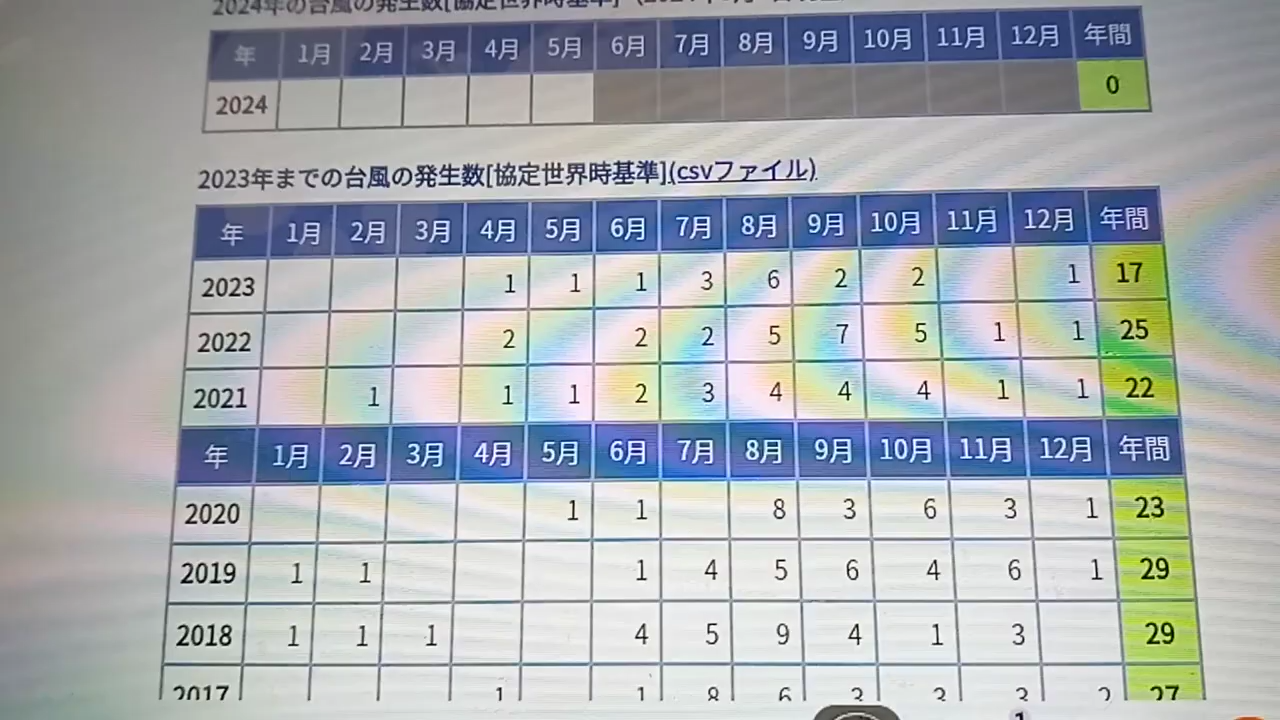 2024年の台風の発生数[協定世界時基準]
年 1月 2月 3月 4月 5月 6月 7月 8月 9月 10月 11月 12月 年間
2024 0
2023年までの台風の発生数[協定世界時基準](csvファイル)
年 1月 2月 3月 4月 5月 6月 7月 8月 9月 10月 11月 12月 年間
2023 1 1 1 3 6 2 2 1 17
2022 2 2 2 5 7 5 1 1 25
2021 1 1 1 2 3 4 4 4 1 1 22
年 1月 2月 3月 4月 5月 6月 7月 8月 9月 10月 11月 12月 年間
2020 1 1 8 3 6 3 1 23
2019 1 1 1 4 5 6 4 6 1 29
2018 1 1 1 4 5 9 4 1 3 29
2017 1 1 8 6 3 3 3 2 27